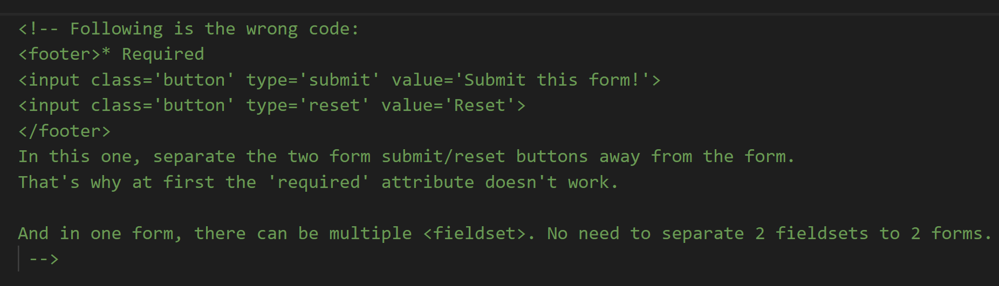 <!-- Following is the wrong code:
<footer>* Required
<input class='button' type='submit' value='Submit this form!'>
<input class='button' type='reset' value='Reset'>
</footer>
In this one, separate the two form submit/reset buttons away from the form.
That's why at first the 'required' attribute doesn't work.
And in one form, there can be multiple <fieldset>. No need to separate 2 fieldsets to 2 forms.
-->